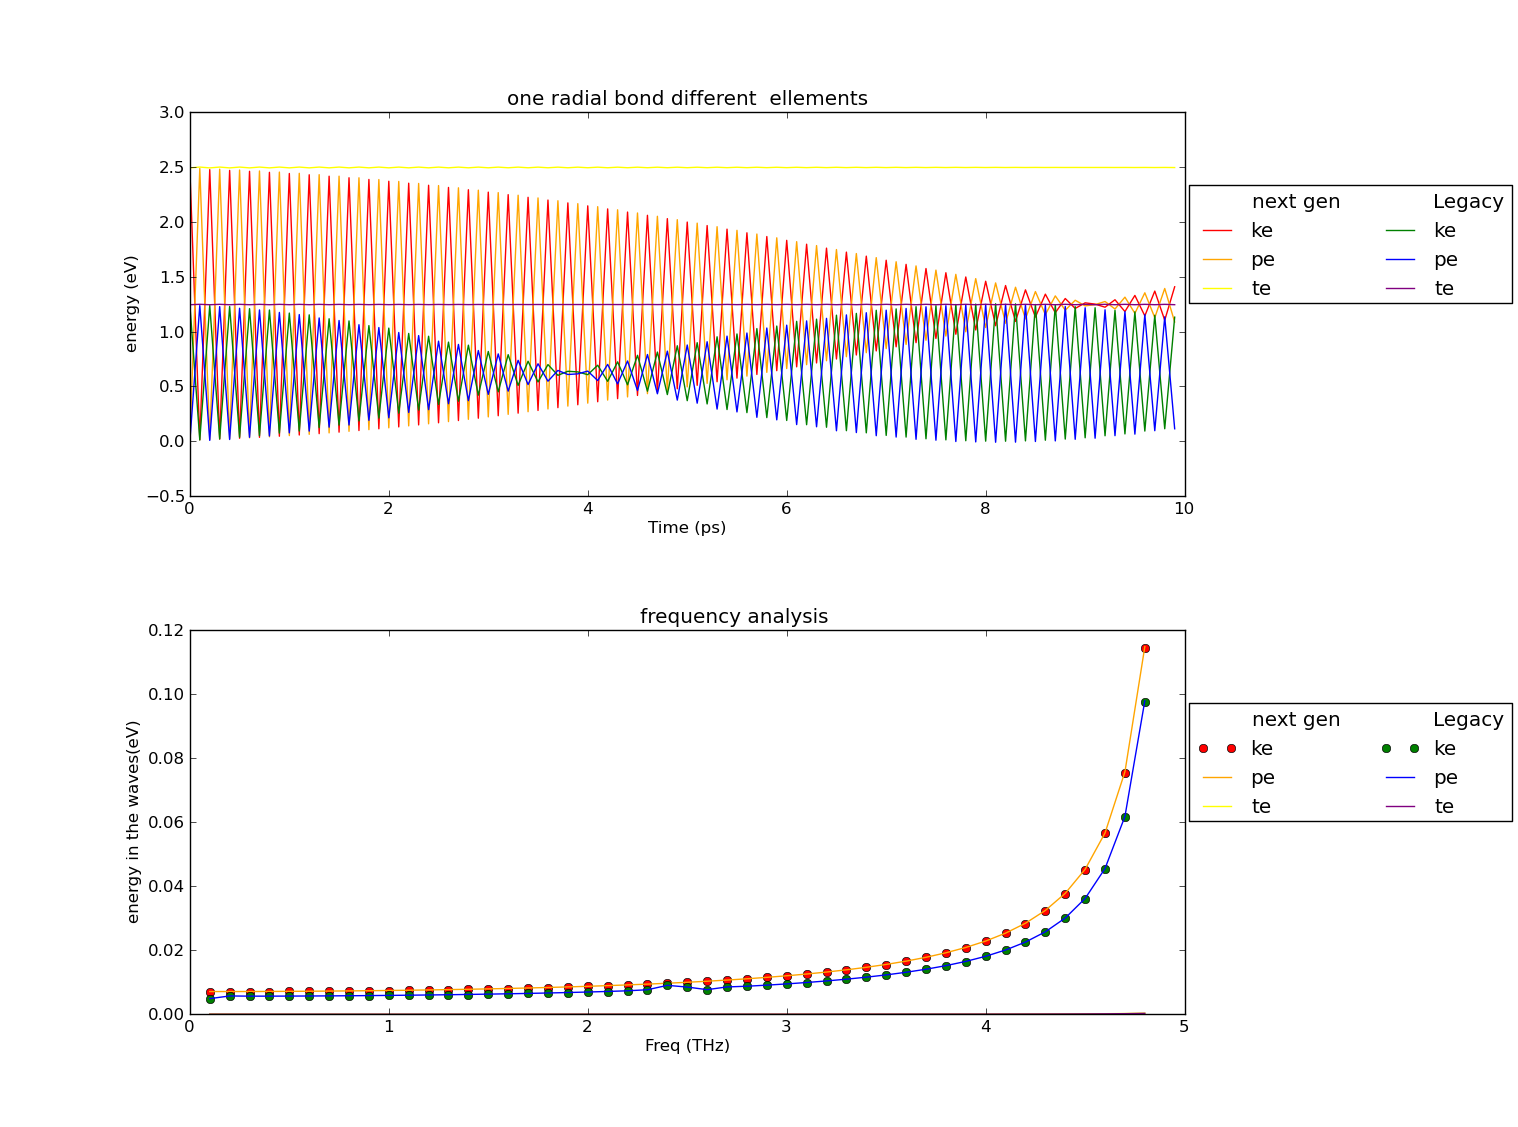 one radial bond different  ellements
3.0
2.5
2.0
1.5
1.0
0.5
0.0
−0.5
energy (eV)
0 2 4 6 8 10
Time (ps)
next gen Legacy
ke ke
pe pe
te te
frequency analysis
0.12
0.10
0.08
0.06
0.04
0.02
0.00
energy in the waves(eV)
0 1 2 3 4 5
Freq (THz)
next gen Legacy
ke ke
pe pe
te te